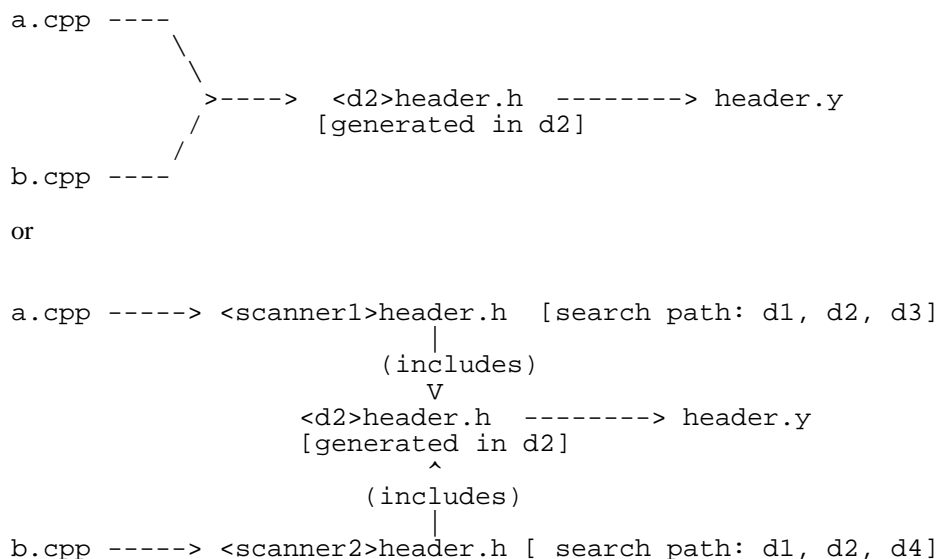 a.cpp ----
\
\
>----> <d2>header.h --------> header.y
/ [generated in d2]
/
b.cpp ----
or
a.cpp -----> <scanner1>header.h [search path: d1, d2, d3]
|
(includes)
V
<d2>header.h --------> header.y
[generated in d2]
^
(includes)
|
b.cpp -----> <scanner2>header.h [ search path: d1, d2, d4]